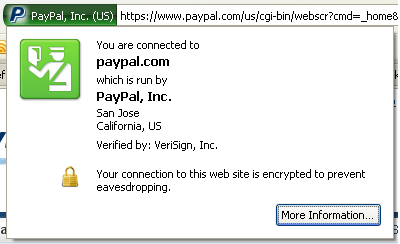 PayPal, Inc. (US) https://www.paypal.com/us/cgi-bin/webscr?cmd=_home&
You are connected to
paypal.com
which is run by
PayPal, Inc.
San Jose
California, US
Verified by: VeriSign, Inc.
Your connection to this web site is encrypted to prevent
eavesdropping.
More Information...